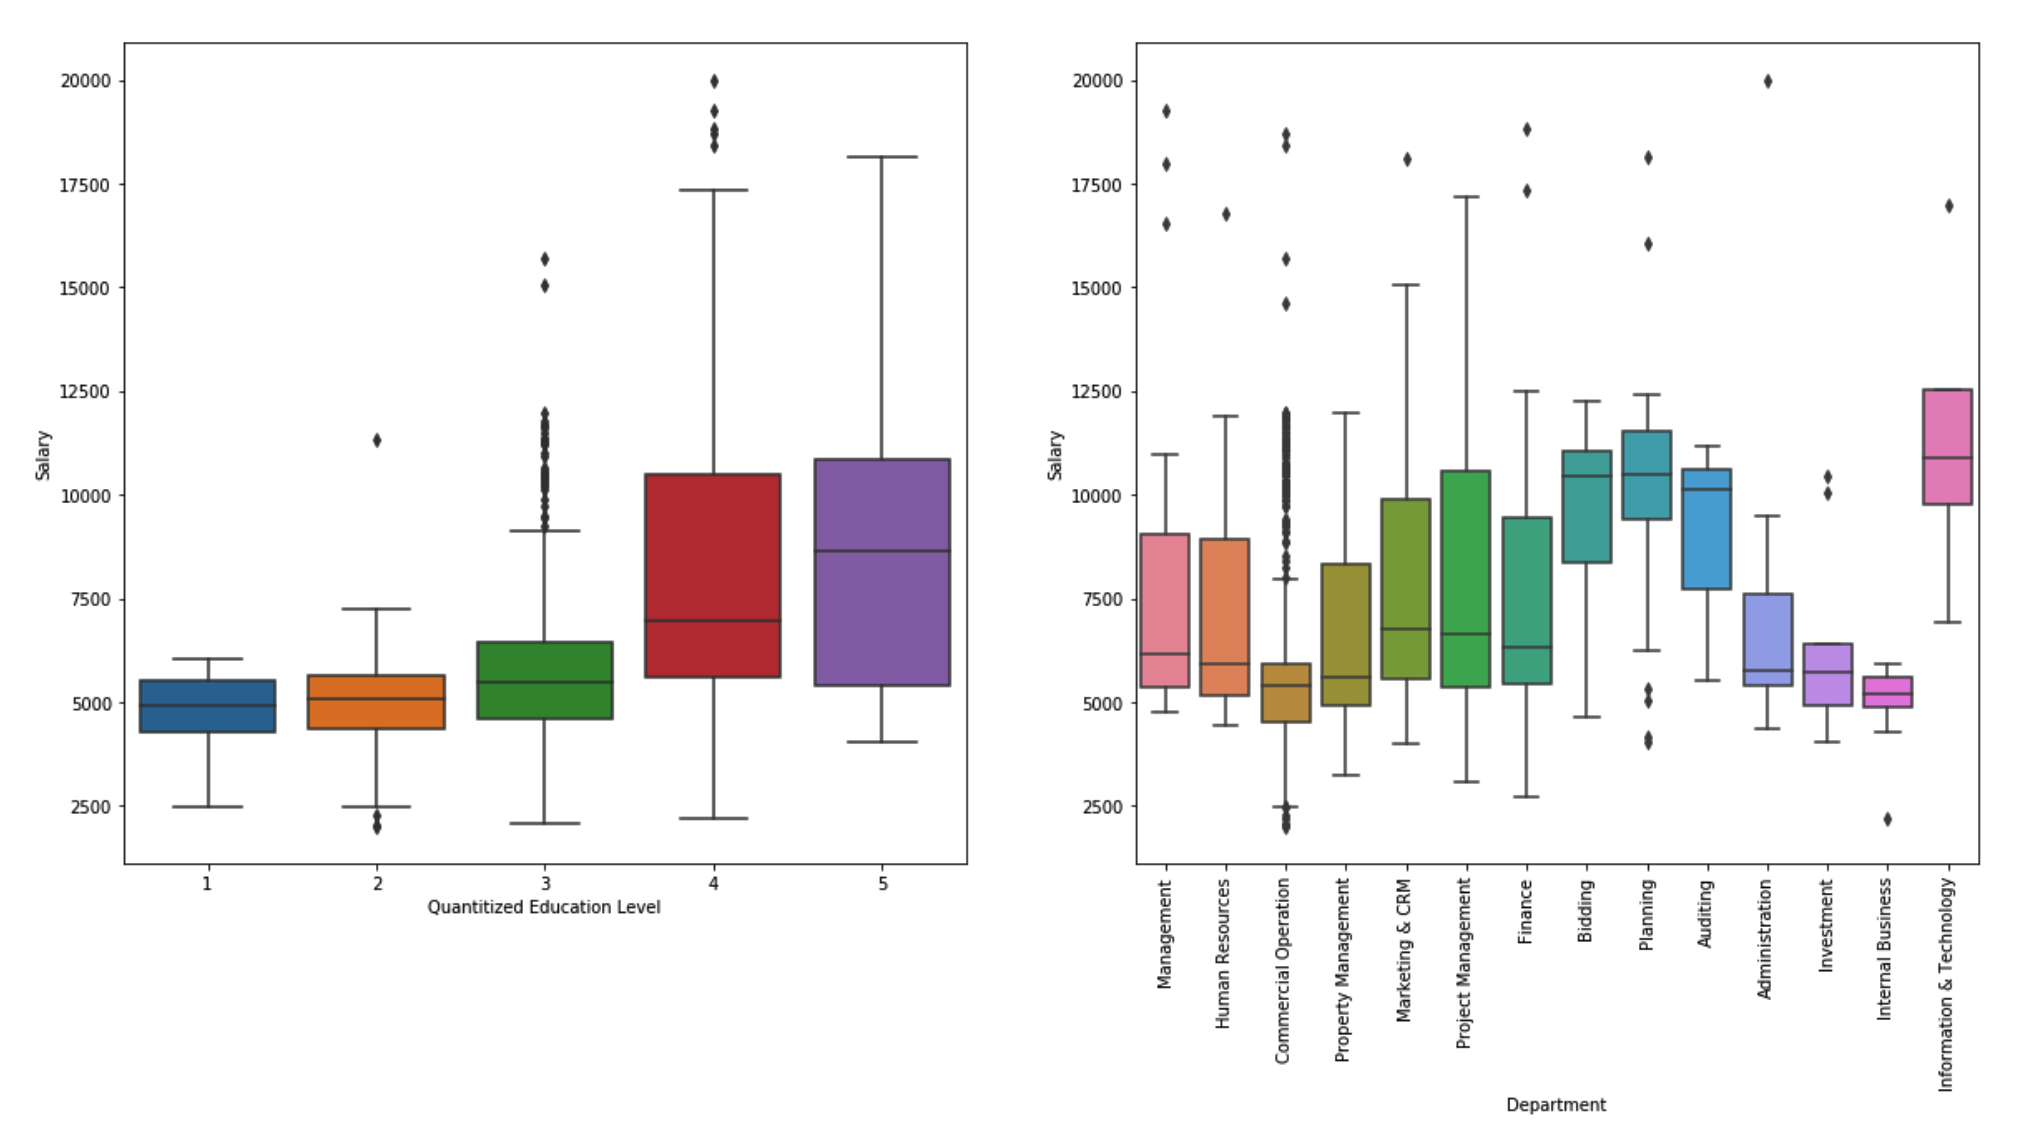 20000
17500
15000
12500
10000
7500
5000
2500
Salary
1 2 3 4 5
Quantitized Education Level
20000
17500
15000
12500
10000
7500
5000
2500
Salary
Management
Human Resources
Commercial Operation
Property Management
Marketing & CRM
Project Management
Finance
Bidding
Planning
Auditing
Administration
Investment
Internal Business
Information & Technology
Department